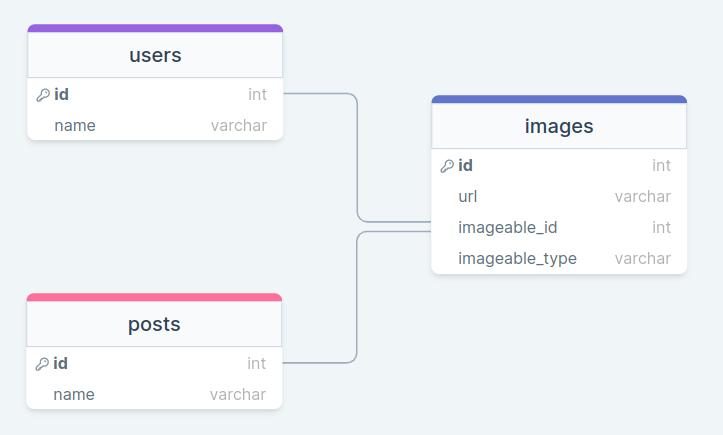 users
id int
name varchar
images
id int
url varchar
imageable_id int
imageable_type varchar
posts
id int
name varchar